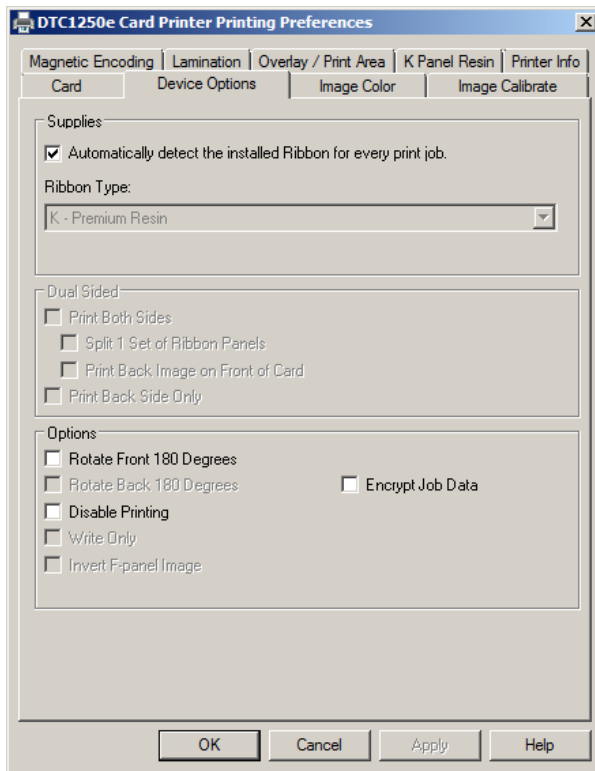 DTC1250e Card Printer Printing Preferences
Magnetic Encoding Lamination Overlay / Print Area K Panel Resin Printer Info
Card Device Options Image Color Image Calibrate
Supplies
Automatically detect the installed Ribbon for every print job.
Ribbon Type:
K - Premium Resin
Dual Sided
Print Both Sides
Split 1 Set of Ribbon Panels
Print Back Image on Front of Card
Print Back Side Only
Options
Rotate Front 180 Degrees
Rotate Back 180 Degrees Encrypt Job Data
Disable Printing
Write Only
Invert F-panel Image
OK Cancel Apply Help